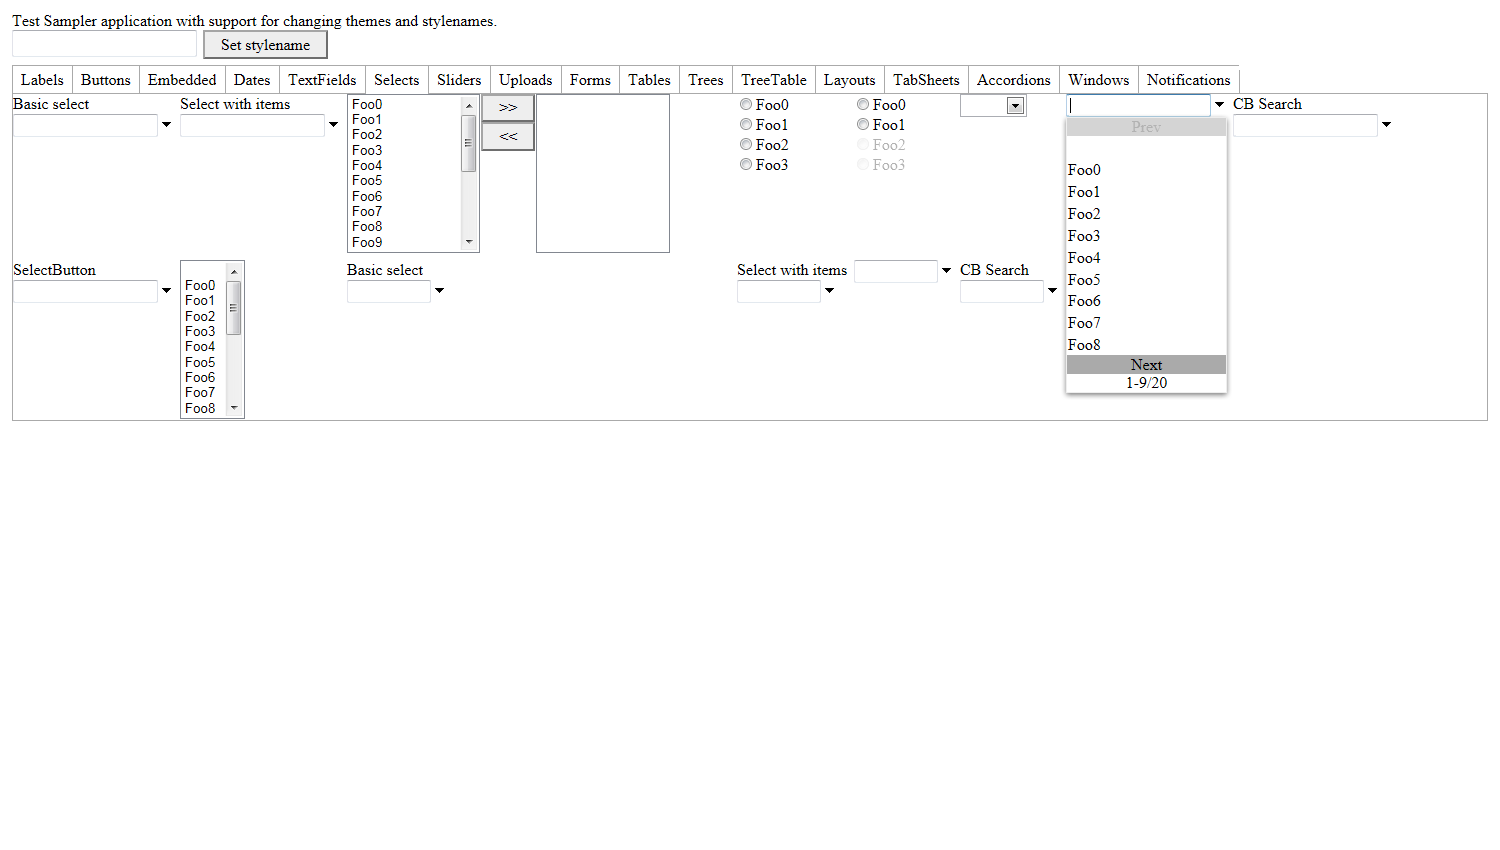 Test Sampler application with support for changing themes and stylenames.
Set stylename
Labels Buttons Embedded Dates TextFields Selects Sliders Uploads Forms Tables Trees TreeTable Layouts TabSheets Accordions Windows Notifications
Basic select
Select with items
Foo0
Foo1
Foo2
Foo3
Foo4
Foo5
Foo6
Foo7
Foo8
Foo9
>>
<<
Foo0
Foo1
Foo2
Foo3
Foo0
Foo1
Foo2
Foo3
Prev
Foo0
Foo1
Foo2
Foo3
Foo4
Foo5
Foo6
Foo7
Foo8
Next
1-9/20
CB Search
SelectButton
Foo0
Foo1
Foo2
Foo3
Foo4
Foo5
Foo6
Foo7
Foo8
Basic select
Select with items
CB Search